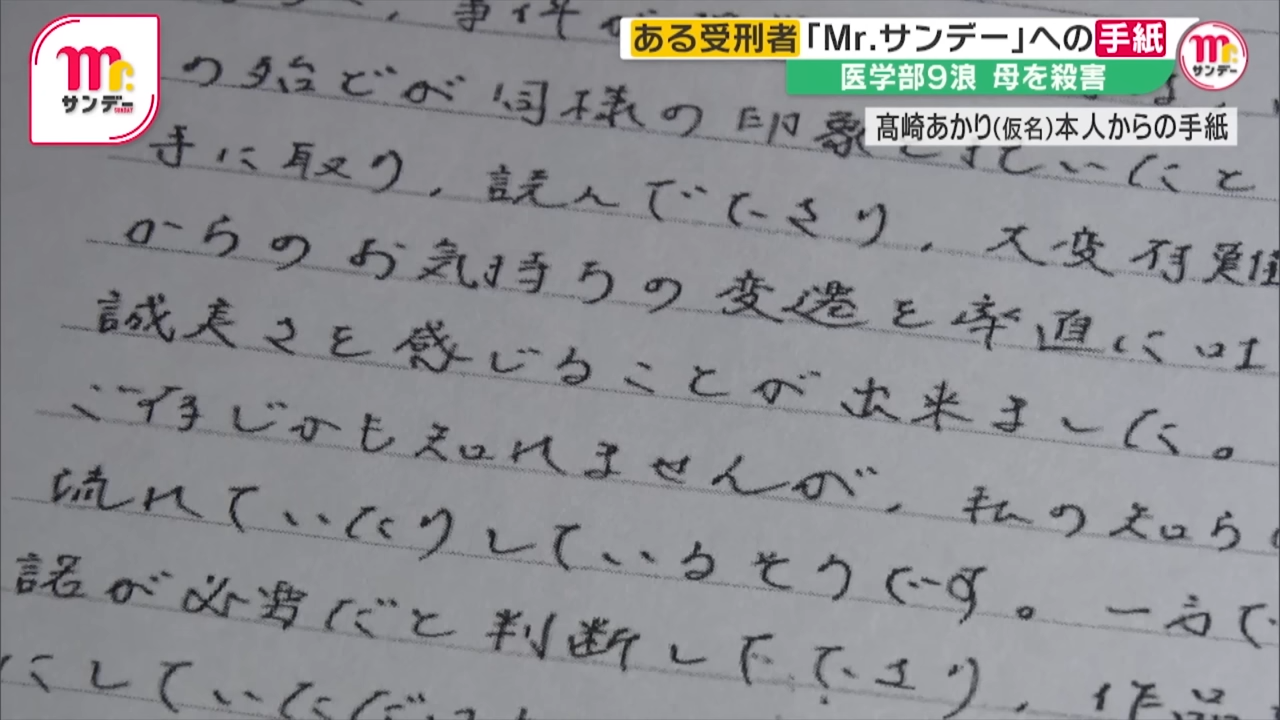 mr.
サンデー
ある受刑者「Mr.サンデー」への手紙
医学部9浪 母を殺害
髙崎あかり(仮名)本人からの手紙
mr.
サンデー
の殆どが同様の印象
手に取り、読んで下さり、大変有難
からのお気持ちの変遷を率直に吐
誠実さを感じることが出来ました。
ご存じかも知れませんが、私の知ら
流れていたりしているそうです。一方で
諾が必要だと判断して下さり、作品
にしていただ